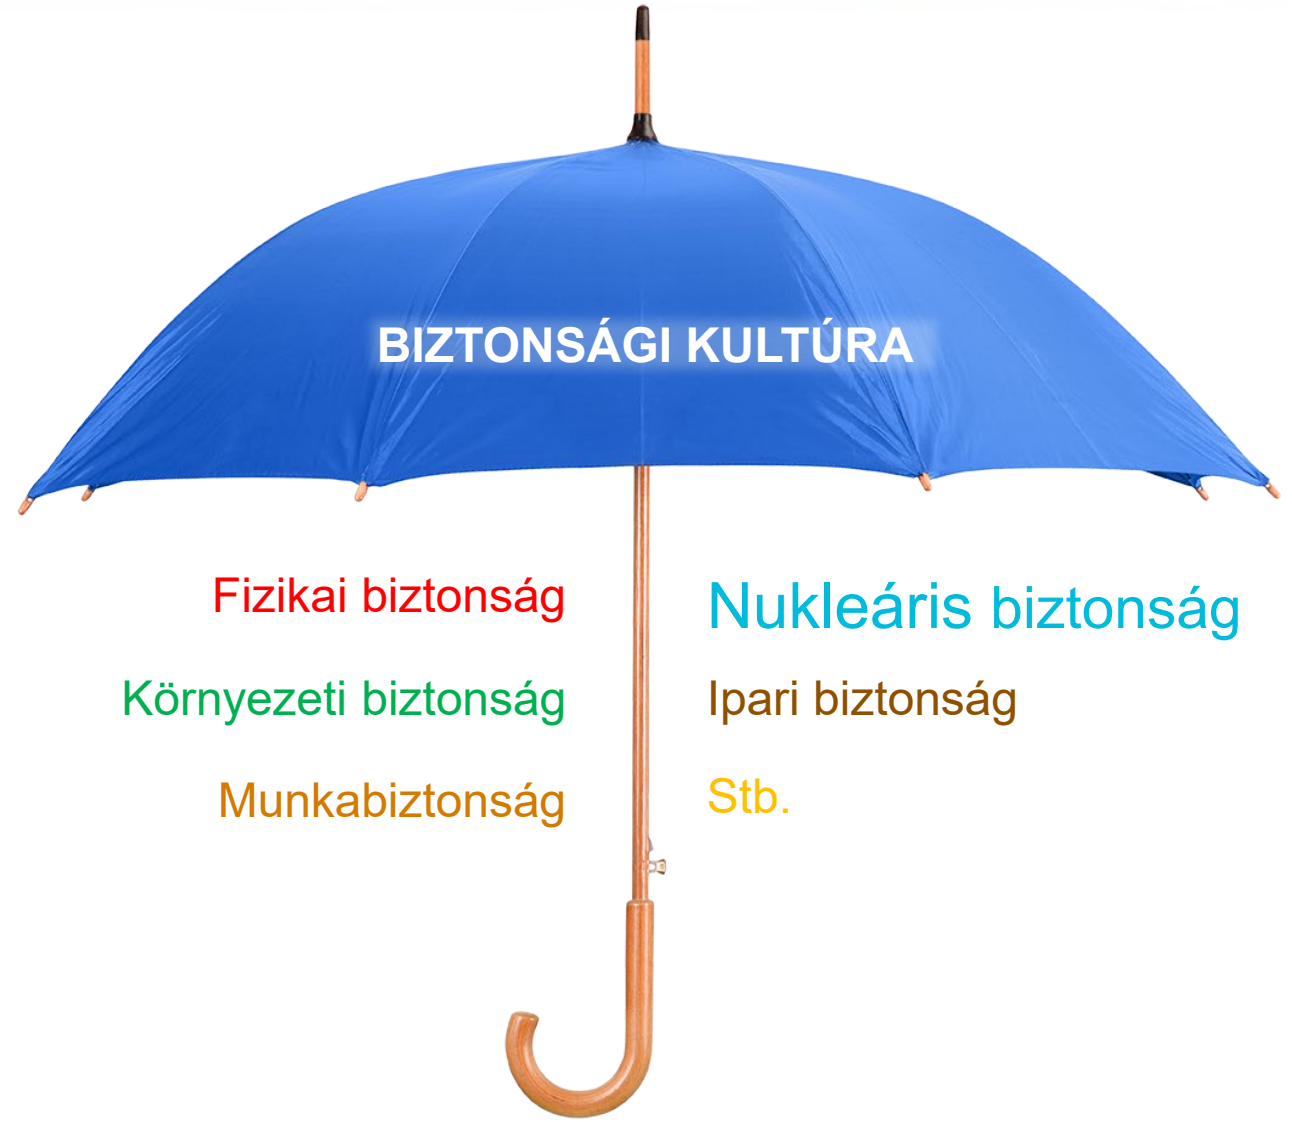 BIZTONSÁGI KULTÚRA
Fizikai biztonság
Nukleáris biztonság
Környezeti biztonság
Ipari biztonság
Munkabiztonság
Stb.